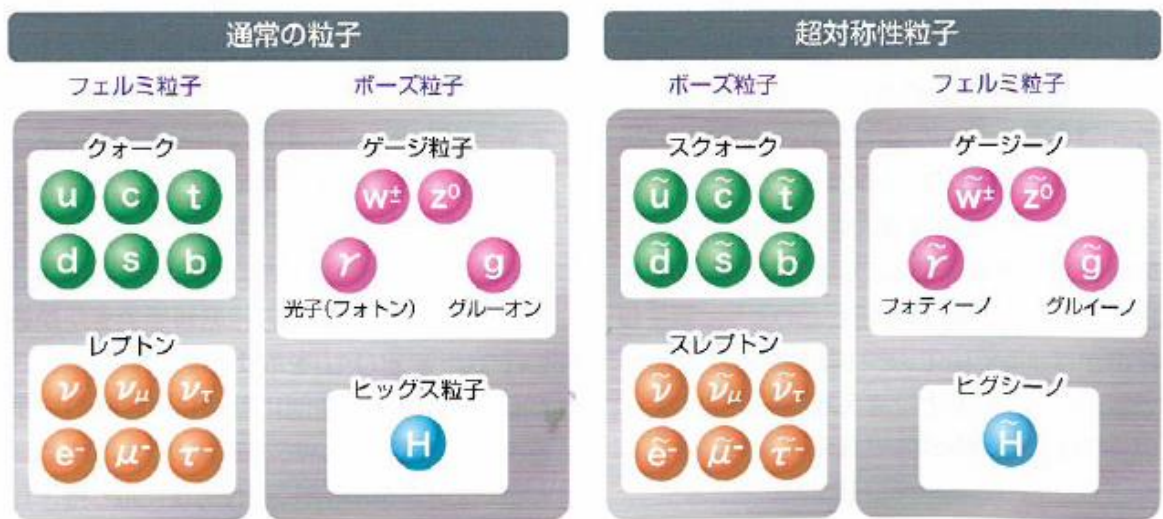 通常の粒子
フェルミ粒子 ボーズ粒子
クォーク
u c t
d s b
レプトン
ν νμ ντ
e- μ- τ-
ゲージ粒子
W± Z0
γ g
光子(フォトン) グルーオン
ヒッグス粒子
H
超対称性粒子
ボーズ粒子 フェルミ粒子
スクォーク
ũ c̃ t̃
d̃ s̃ b̃
スレプトン
ν̃ ν̃μ ν̃τ
ẽ- μ̃- τ̃-
ゲージーノ
W̃± Z̃0
γ̃ g̃
フォティーノ グルイーノ
ヒグシーノ
H̃